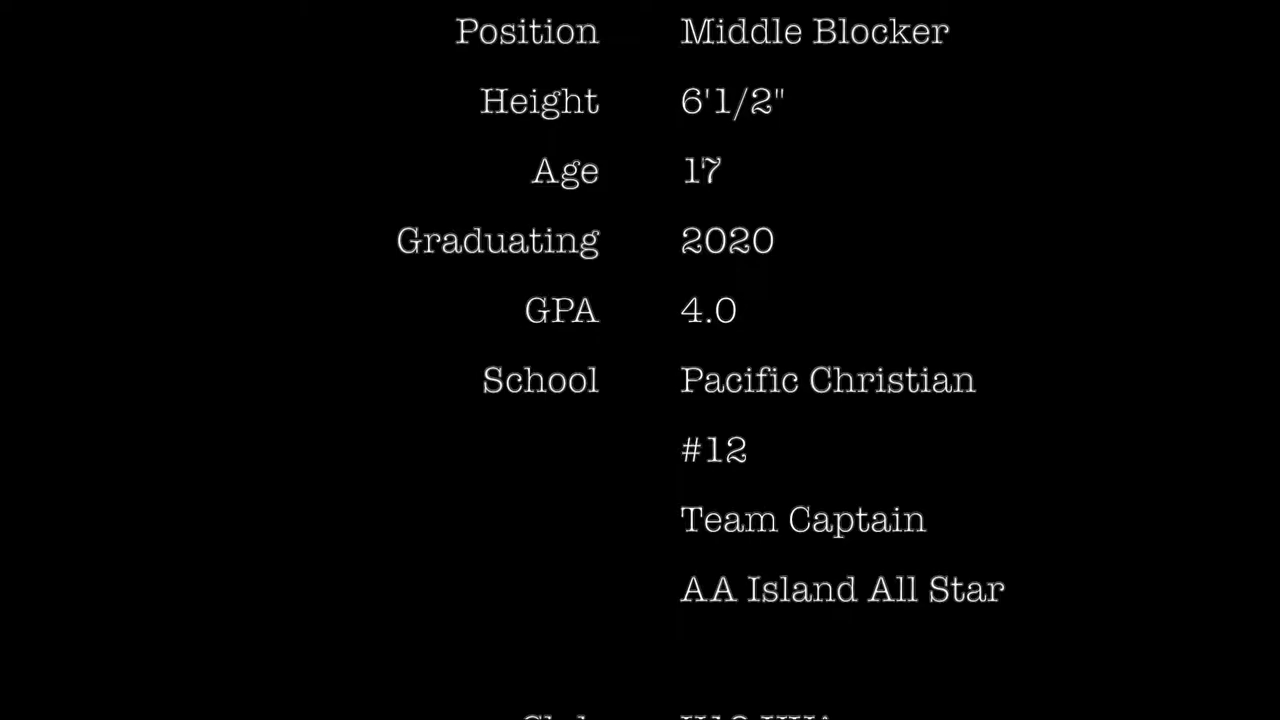 Position Middle Blocker
Height 6'1/2"
Age 17
Graduating 2020
GPA 4.0
School Pacific Christian
#12
Team Captain
AA Island All Star